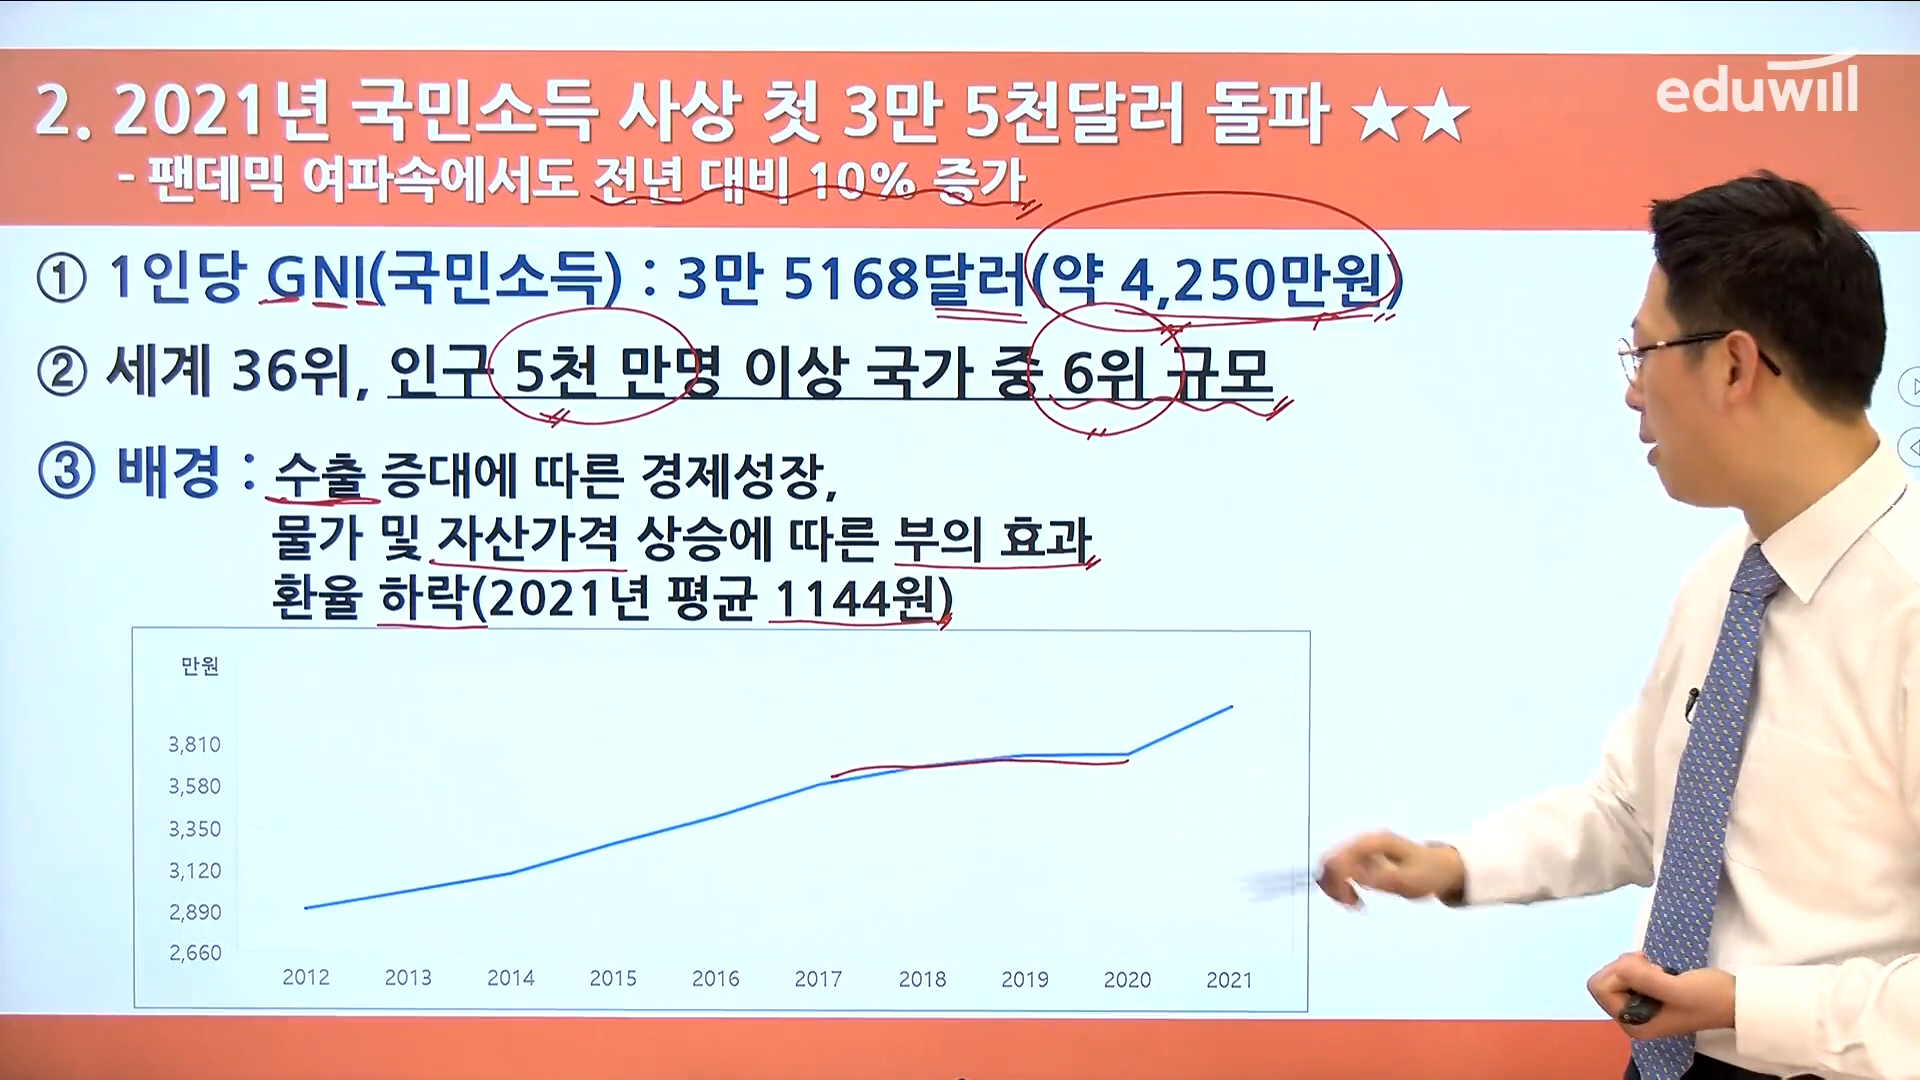 eduwill
2. 2021년 국민소득 사상 첫 3만 5천달러 돌파 ★★
- 팬데믹 여파속에서도 전년 대비 10% 증가
① 1인당 GNI(국민소득) : 3만 5168달러(약 4,250만원)
② 세계 36위, 인구 5천 만명 이상 국가 중 6위 규모
③ 배경 : 수출 증대에 따른 경제성장,
물가 및 자산가격 상승에 따른 부의 효과
환율 하락(2021년 평균 1144원)
만원
3,810
3,580
3,350
3,120
2,890
2,660
2012 2013 2014 2015 2016 2017 2018 2019 2020 2021